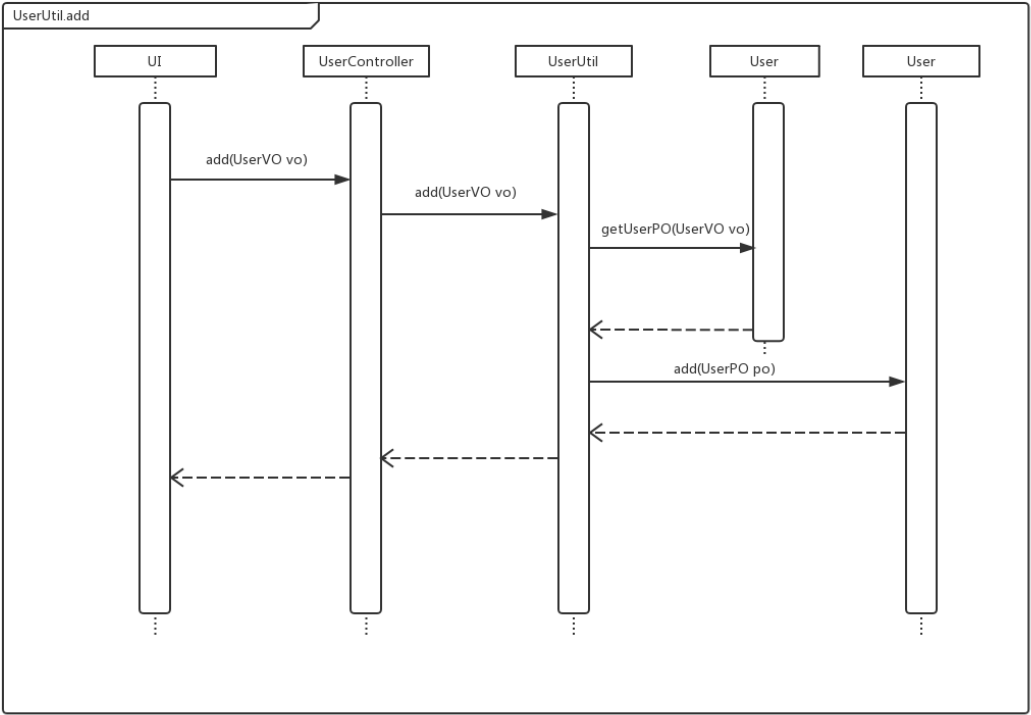 UserUtil.add
UI
UserController
UserUtil
User
User
add(UserVO vo)
add(UserVO vo)
getUserPO(UserVO vo)
add(UserPO po)